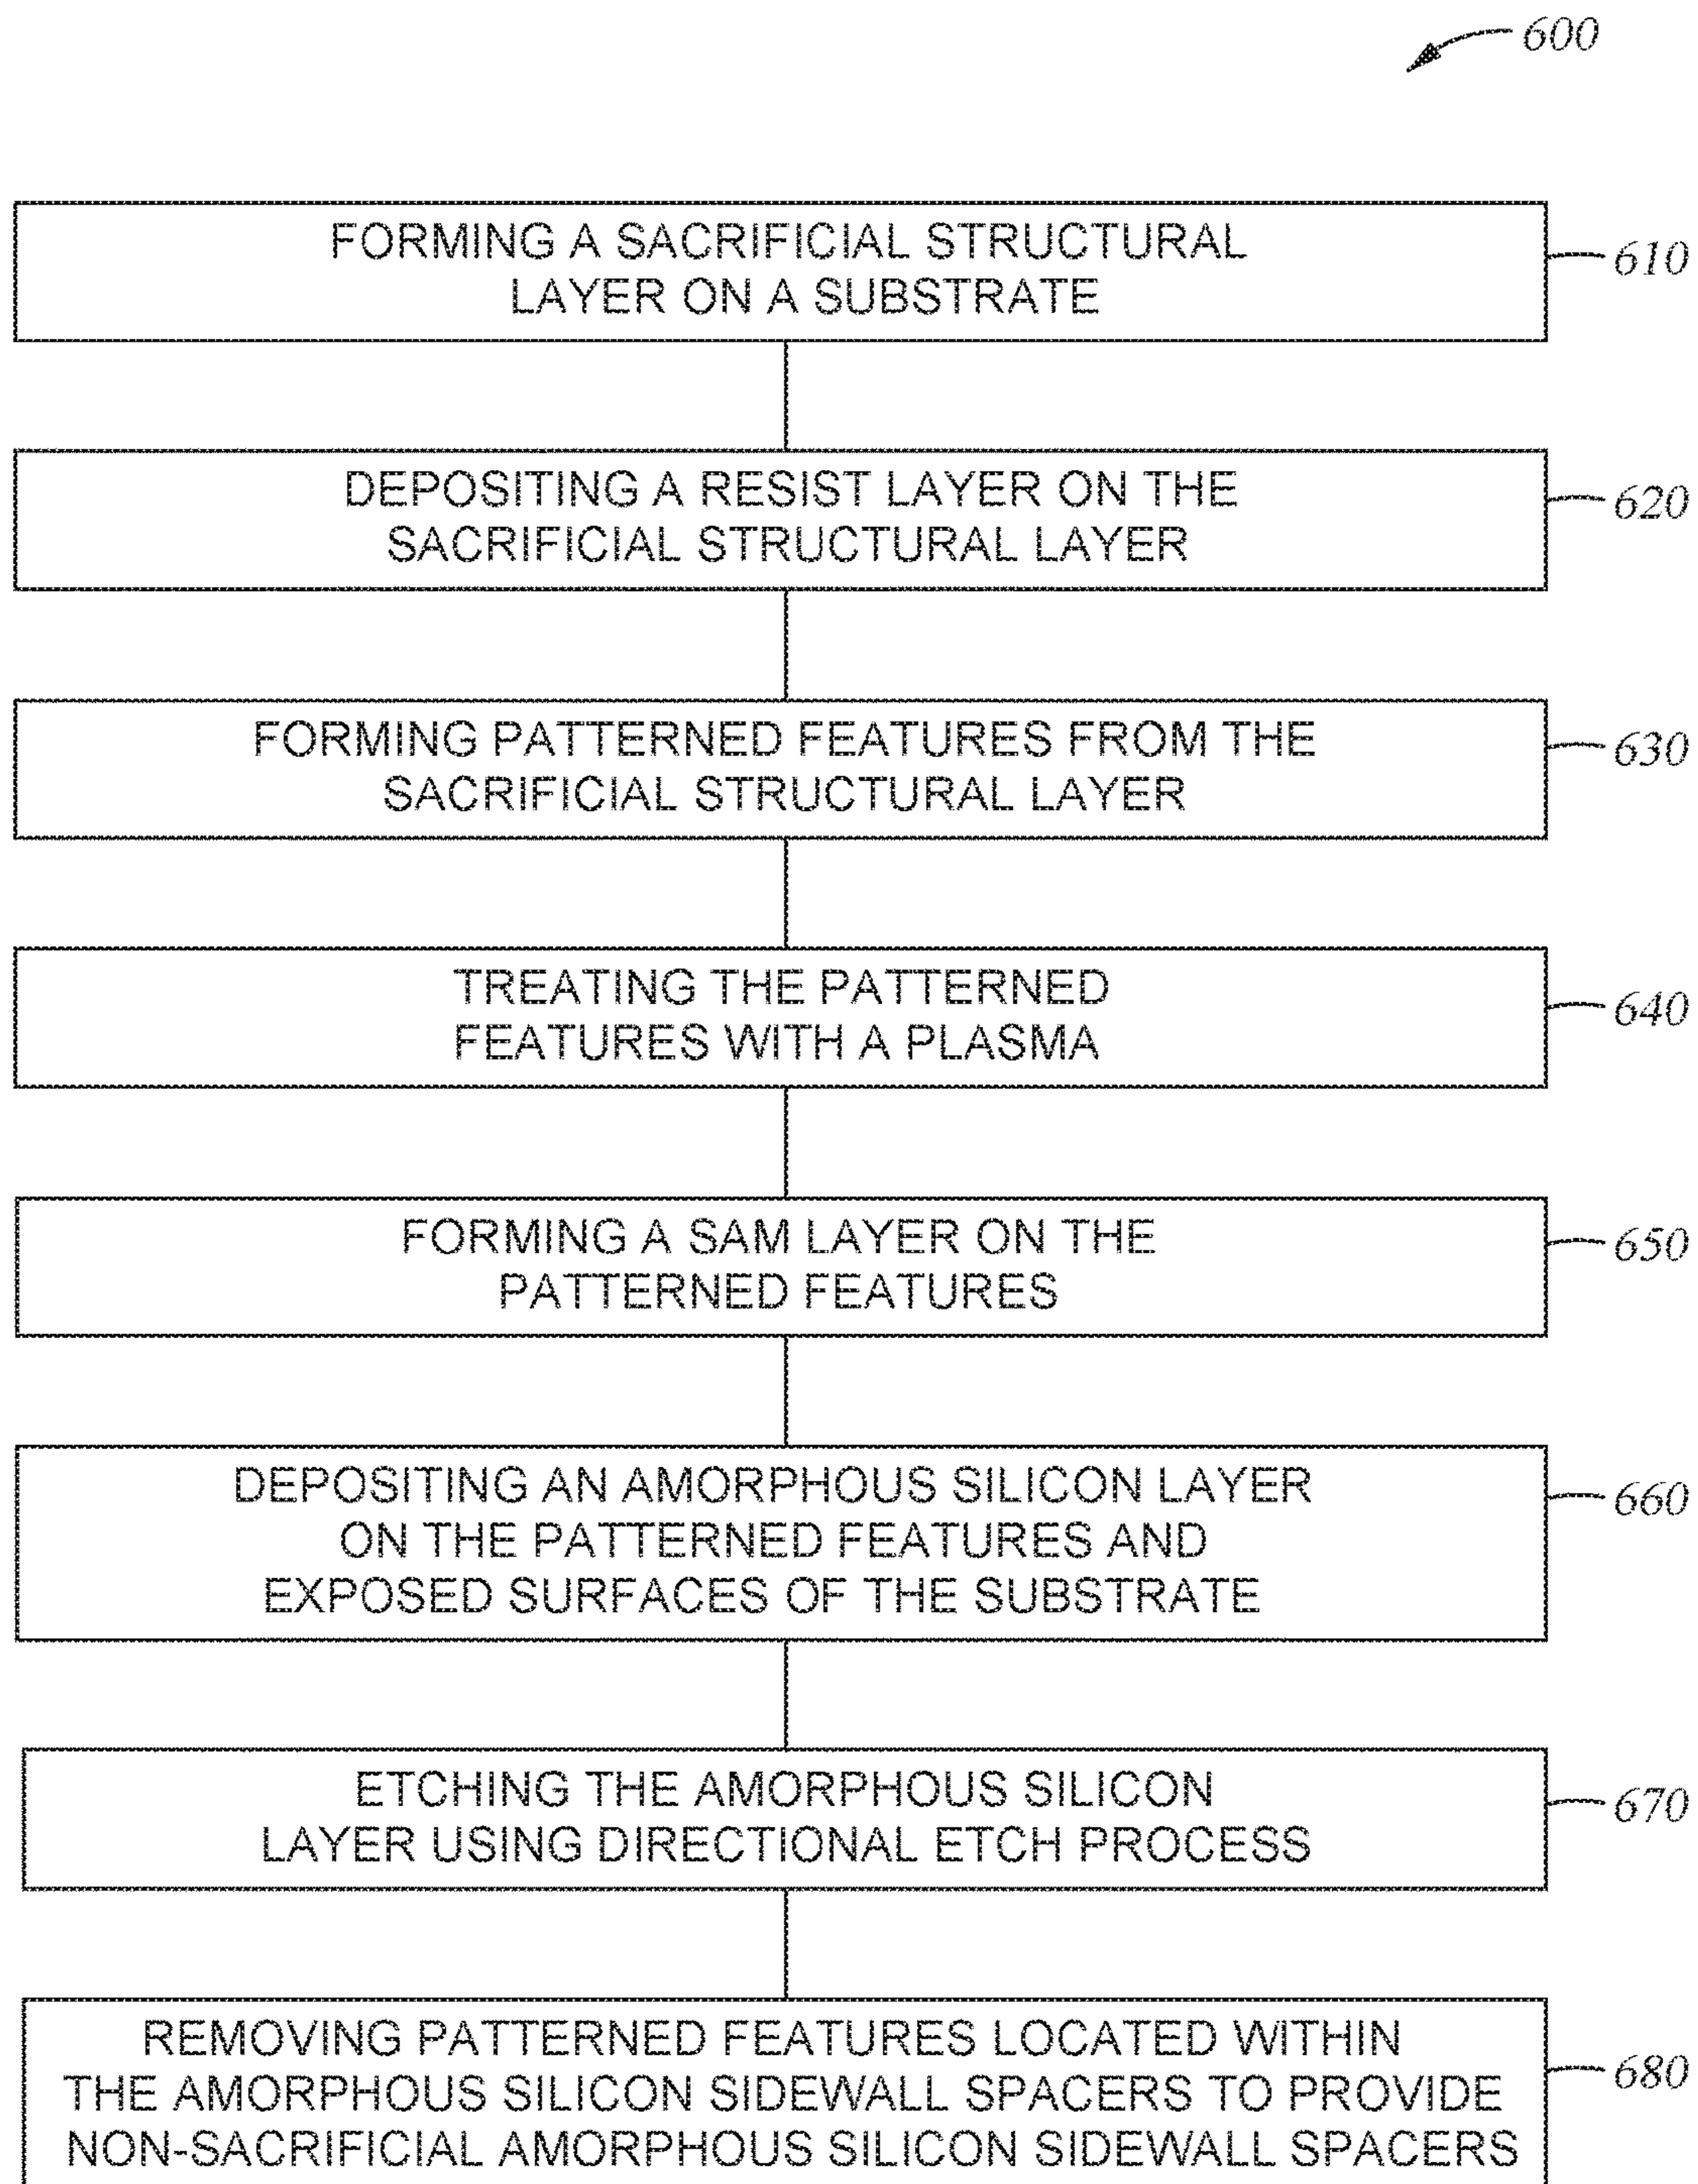 600
FORMING A SACRIFICIAL STRUCTURAL
LAYER ON A SUBSTRATE
610
DEPOSITING A RESIST LAYER ON THE
SACRIFICIAL STRUCTURAL LAYER
620
FORMING PATTERNED FEATURES FROM THE
SACRIFICIAL STRUCTURAL LAYER
630
TREATING THE PATTERNED
FEATURES WITH A PLASMA
640
FORMING A SAM LAYER ON THE
PATTERNED FEATURES
650
DEPOSITING AN AMORPHOUS SILICON LAYER
ON THE PATTERNED FEATURES AND
EXPOSED SURFACES OF THE SUBSTRATE
660
ETCHING THE AMORPHOUS SILICON
LAYER USING DIRECTIONAL ETCH PROCESS
670
REMOVING PATTERNED FEATURES LOCATED WITHIN
THE AMORPHOUS SILICON SIDEWALL SPACERS TO PROVIDE
NON-SACRIFICIAL AMORPHOUS SILICON SIDEWALL SPACERS
680